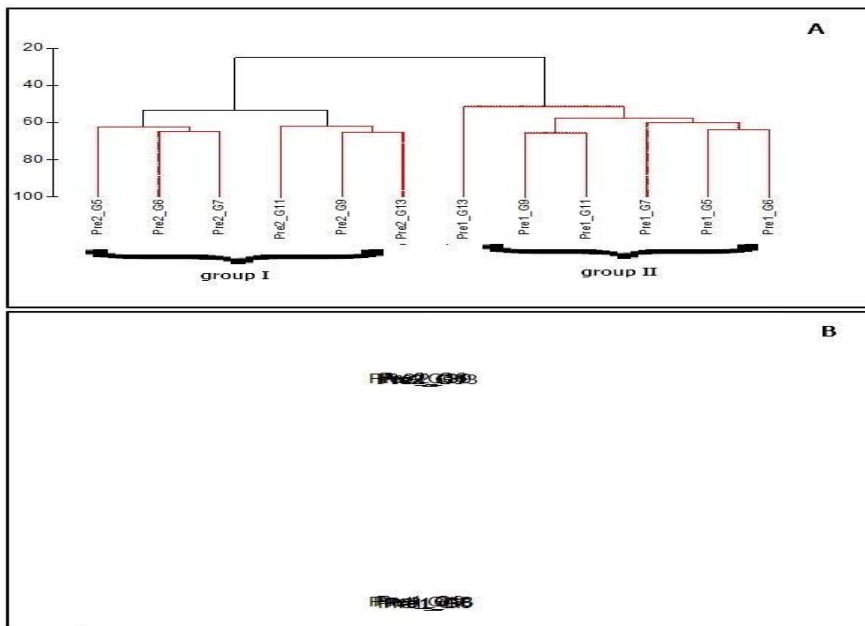 A
20
40
60
80
100
Pre2_G5
Pre2_G6
Pre2_G7
Pre2_G11
Pre2_G9
Pre2_G13
Pre1_G13
Pre1_G9
Pre1_G11
Pre1_G7
Pre1_G5
Pre1_G6
group I
group II
B